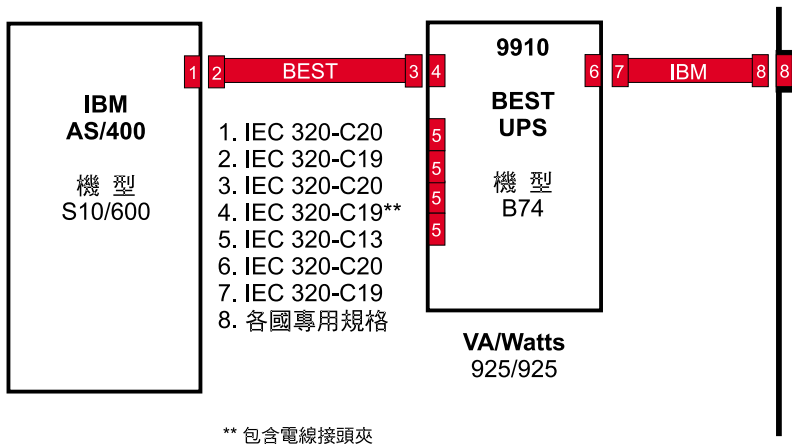 IBM
AS/400
機 型
S10/600
1 2 BEST 3 4
1. IEC 320-C20
2. IEC 320-C19
3. IEC 320-C20
4. IEC 320-C19**
5. IEC 320-C13
6. IEC 320-C20
7. IEC 320-C19
8. 各國專用規格
5
5
5
5
9910
BEST
UPS
機 型
B74
6 7 IBM 8 8
VA/Watts
925/925
** 包含電線接頭夾